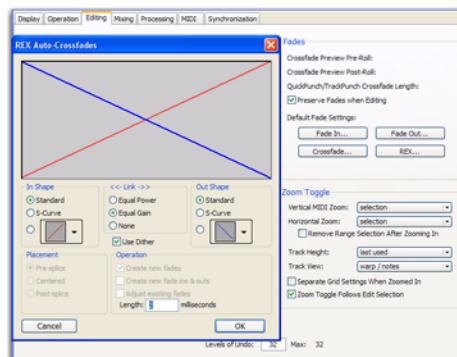 Display Operation Editing Mixing Processing MIDI Synchronization
REX Auto-Crossfades
In Shape
Standard
S-Curve
<<- Link ->>
Equal Power
Equal Gain
None
Use Dither
Out Shape
Standard
S-Curve
Placement
Pre-splice
Centered
Post-splice
Operation
Create new fades
Create new fade ins & outs
Adjust existing fades
Length: milliseconds
Cancel OK
Fades
Crossfade Preview Pre-Roll:
Crossfade Preview Post-Roll:
QuickPunch/TrackPunch Crossfade Length:
Preserve Fades when Editing
Default Fade Settings:
Fade In... Fade Out...
Crossfade... REX...
Zoom Toggle
Vertical MIDI Zoom: selection
Horizontal Zoom: selection
Remove Range Selection After Zooming In
Track Height: last used
Track View: warp / notes
Separate Grid Settings When Zoomed In
Zoom Toggle Follows Edit Selection
Levels of Undo: 32 Max: 32